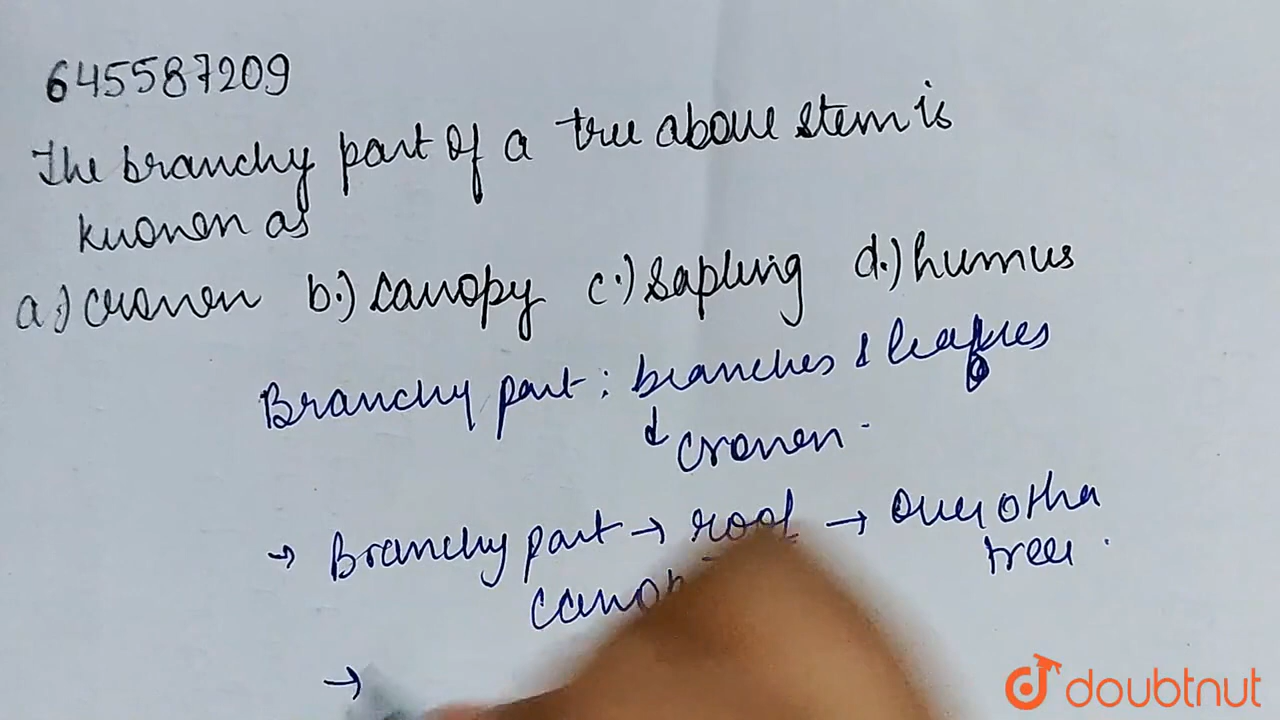 645587209
The branchy part of a tree above stem is
known as
a.) crown b.) canopy c.) sapling d.) humus
Branchy part : branches & leaves
↓ crown.
→ Branchy part → roof → over other
trees.
→
doubtnut